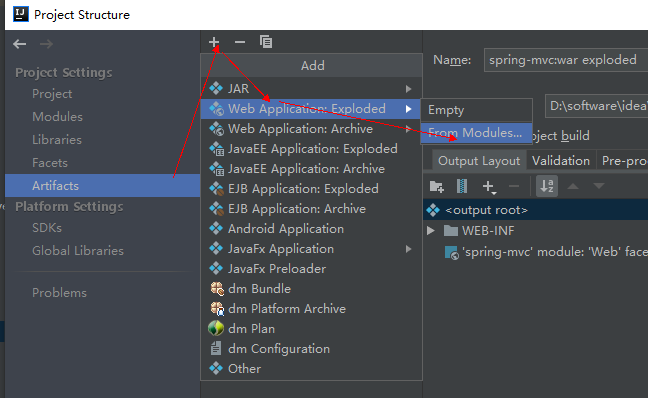 Project Structure
Project Settings
Project
Modules
Libraries
Facets
Artifacts
Platform Settings
SDKs
Global Libraries
Problems
Add
JAR
Web Application: Exploded
Web Application: Archive
JavaEE Application: Exploded
JavaEE Application: Archive
EJB Application: Exploded
EJB Application: Archive
Android Application
JavaFx Application
JavaFx Preloader
dm Bundle
dm Platform Archive
dm Plan
dm Configuration
Other
Empty
From Modules...
Name: spring-mvc:war exploded
D:\software\idea
oject build
Output Layout Validation Pre-pro
<output root>
WEB-INF
'spring-mvc' module: 'Web' face